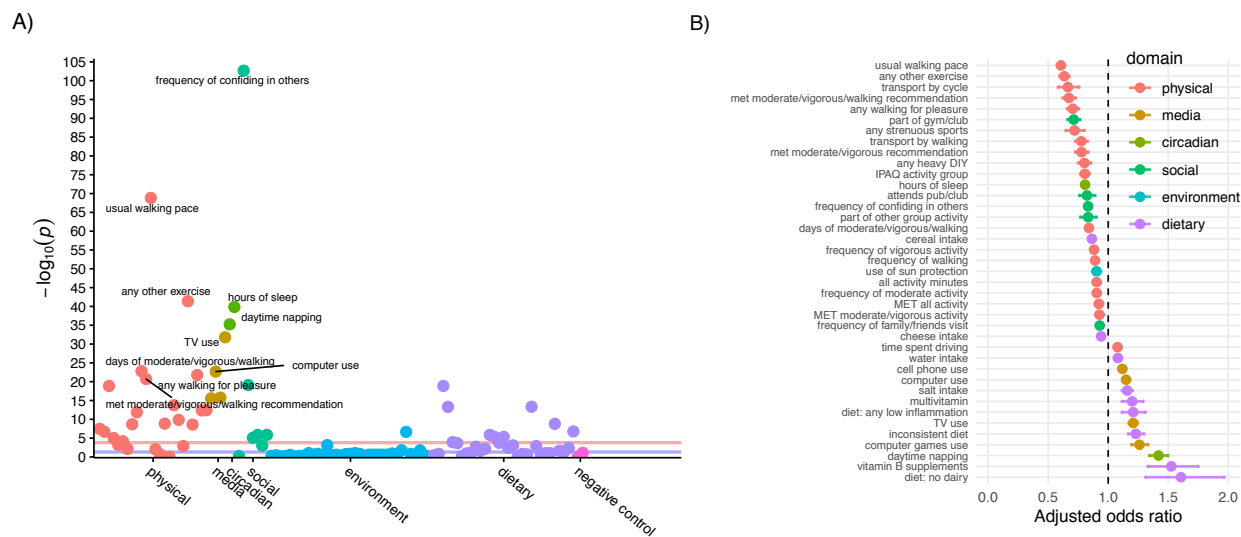 A)
−log10(p)
105
100
95
90
85
80
75
70
65
60
55
50
45
40
35
30
25
20
15
10
5
0
frequency of confiding in others
usual walking pace
any other exercise
hours of sleep
daytime napping
TV use
days of moderate/vigorous/walking
computer use
any walking for pleasure
met moderate/vigorous/walking recommendation
physical
media
circadian
social
environment
dietary
negative control
B)
usual walking pace
any other exercise
transport by cycle
met moderate/vigorous/walking recommendation
any walking for pleasure
part of gym/club
any strenuous sports
transport by walking
met moderate/vigorous recommendation
any heavy DIY
IPAQ activity group
hours of sleep
attends pub/club
frequency of confiding in others
part of other group activity
days of moderate/vigorous/walking
cereal intake
frequency of vigorous activity
frequency of walking
use of sun protection
all activity minutes
frequency of moderate activity
MET all activity
MET moderate/vigorous activity
frequency of family/friends visit
cheese intake
time spent driving
water intake
cell phone use
computer use
salt intake
multivitamin
diet: any low inflammation
TV use
inconsistent diet
computer games use
daytime napping
vitamin B supplements
diet: no dairy
0.0 0.5 1.0 1.5 2.0
Adjusted odds ratio
domain
physical
media
circadian
social
environment
dietary